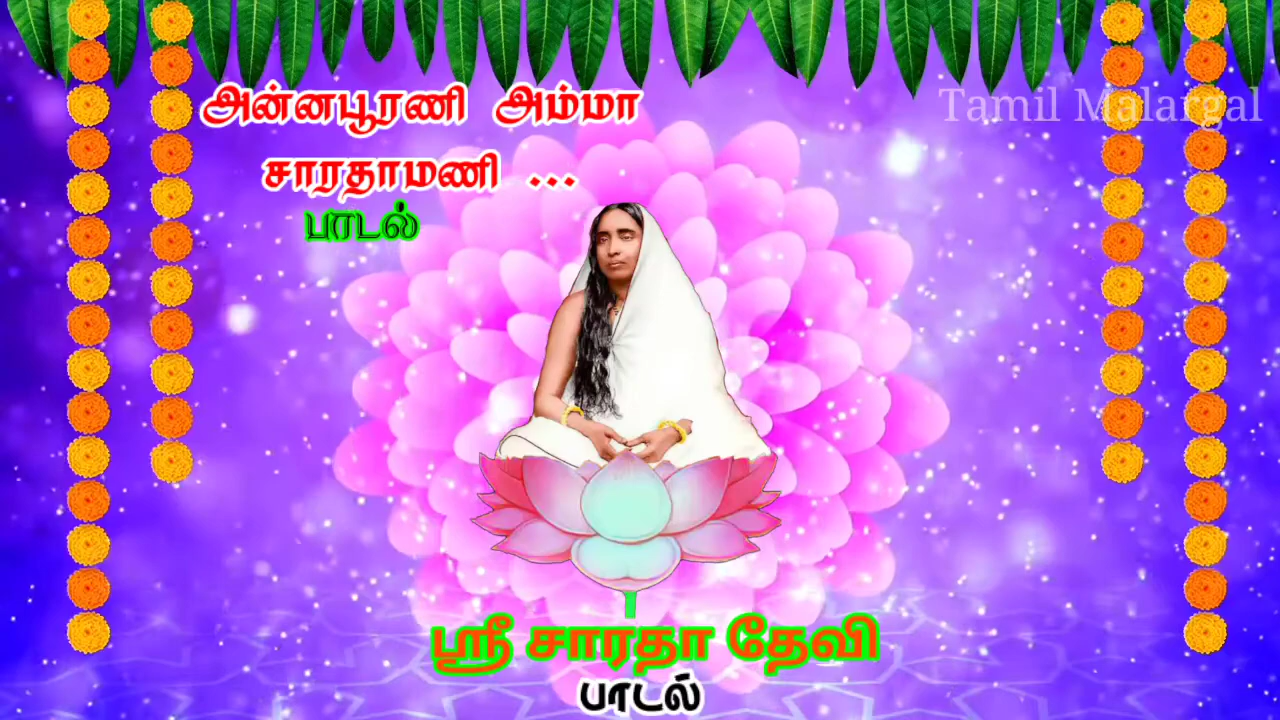 அன்னபூரணி அம்மா
சாரதாமணி ...
பாடல்
Tamil Malargal
ஸ்ரீ சாரதா தேவி
பாடல்